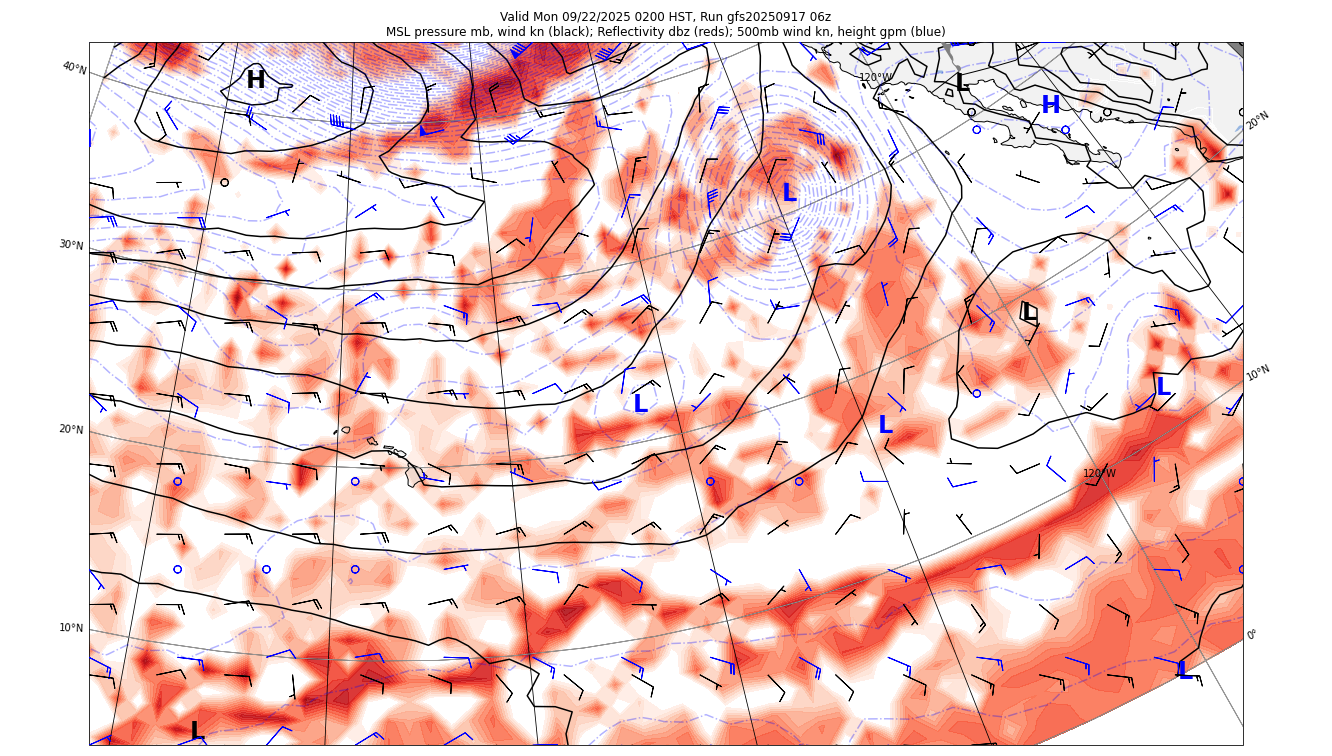 Valid Mon 09/22/2025 0200 HST, Run gfs20250917 06z
MSL pressure mb, wind kn (black); Reflectivity dbz (reds); 500mb wind kn, height gpm (blue)
40°N
H
120°W
L
H
20°N
L
30°N
L
10°N
L
L
20°N
L
120°W
10°N
0°
L
L